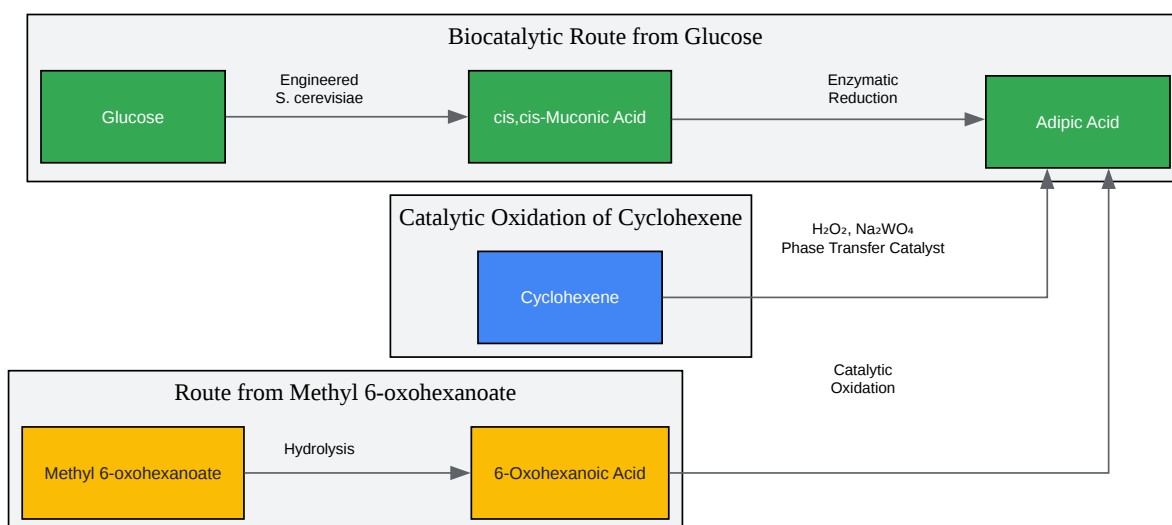 Biocatalytic Route from Glucose
Glucose
Engineered
S. cerevisiae
cis,cis-Muconic Acid
Enzymatic
Reduction
Adipic Acid
Catalytic Oxidation of Cyclohexene
Cyclohexene
H₂O₂, Na₂WO₄
Phase Transfer Catalyst
Route from Methyl 6-oxohexanoate
Methyl 6-oxohexanoate
Hydrolysis
6-Oxohexanoic Acid
Catalytic
Oxidation